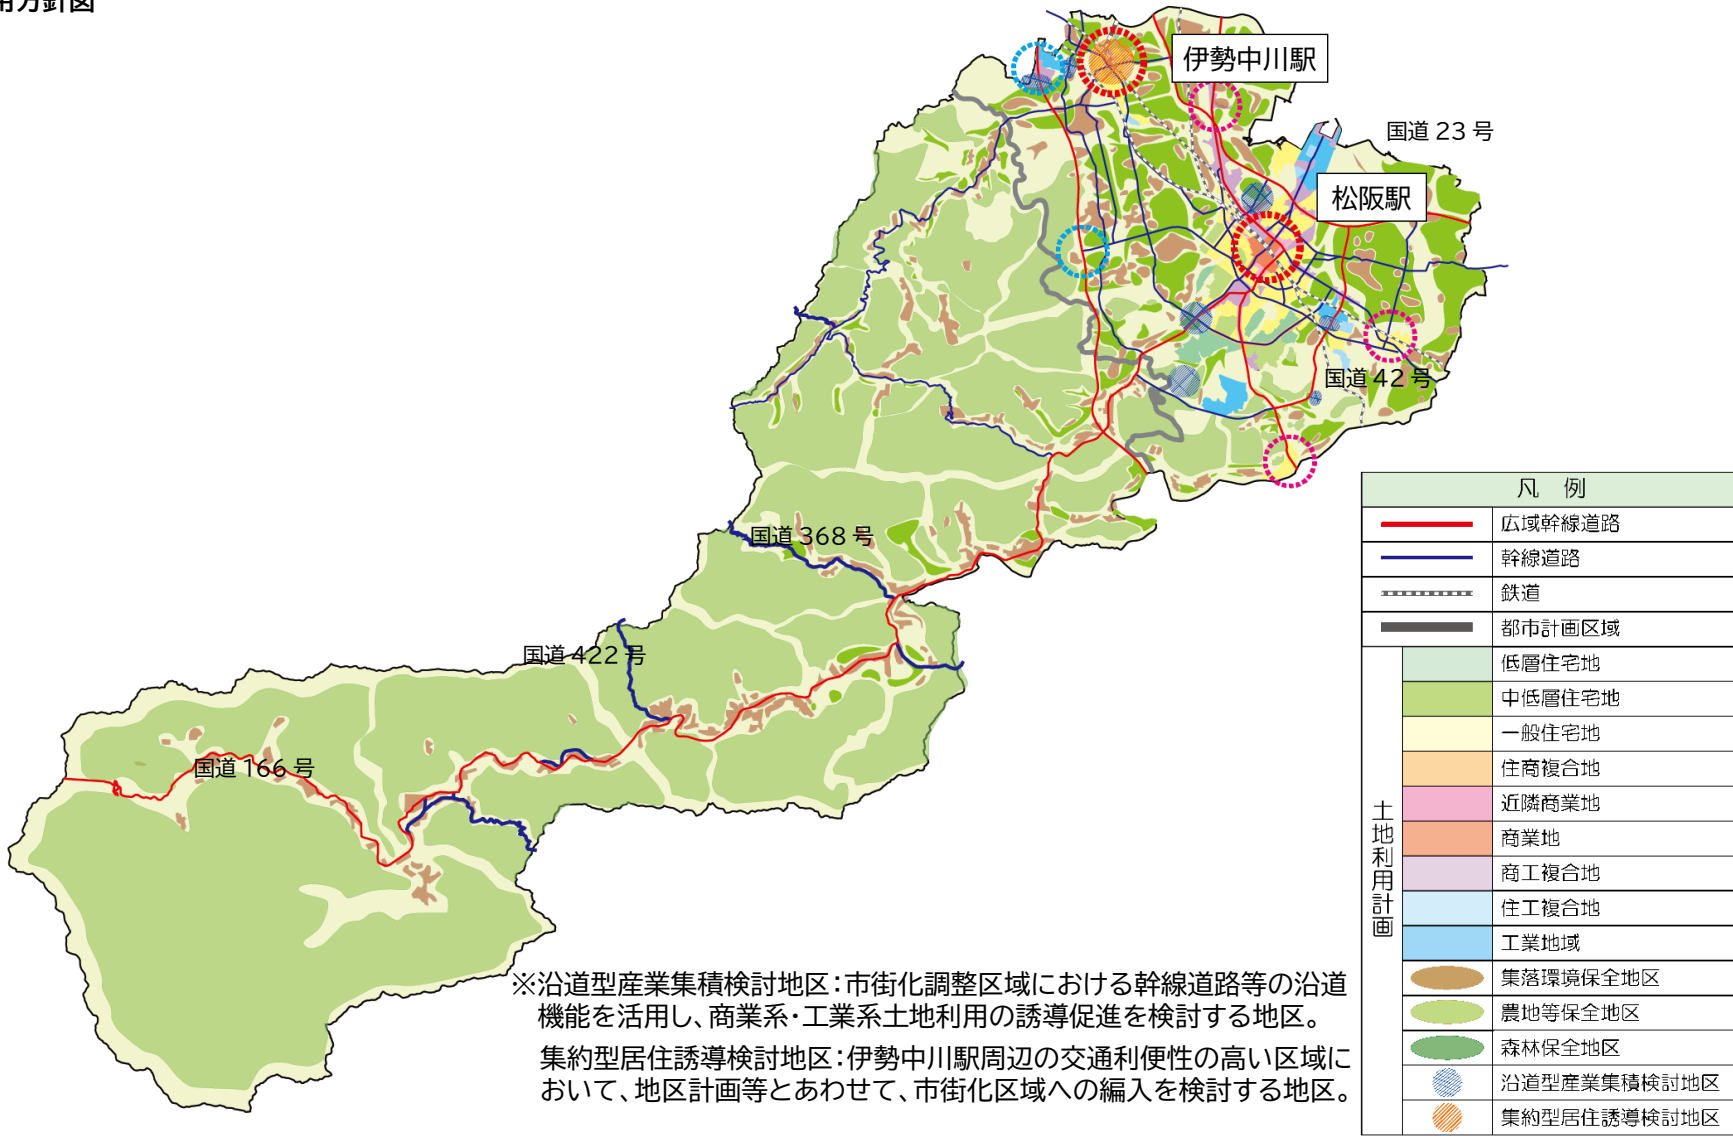 用方針図
伊勢中川駅
国道 23 号
松阪駅
国道 42 号
国道 368 号
国道 422 号
国道 166 号
凡 例
広域幹線道路
幹線道路
鉄道
都市計画区域
土地利用計画
低層住宅地
中低層住宅地
一般住宅地
住商複合地
近隣商業地
商業地
商工複合地
住工複合地
工業地域
集落環境保全地区
農地等保全地区
森林保全地区
沿道型産業集積検討地区
集約型居住誘導検討地区
※沿道型産業集積検討地区：市街化調整区域における幹線道路等の沿道
機能を活用し、商業系・工業系土地利用の誘導促進を検討する地区。
集約型居住誘導検討地区：伊勢中川駅周辺の交通利便性の高い区域に
おいて、地区計画等とあわせて、市街化区域への編入を検討する地区。